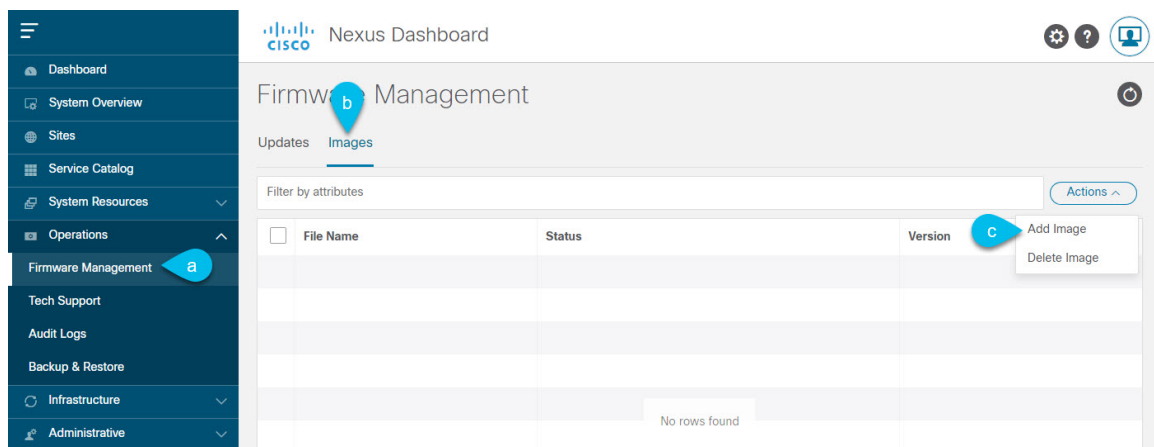 CISCO Nexus Dashboard
Dashboard
System Overview
Sites
Service Catalog
System Resources
Operations
Firmware Management a
Tech Support
Audit Logs
Backup & Restore
Infrastructure
Administrative
?
Firmware Management
b
Updates Images
Filter by attributes Actions
File Name Status Version
c Add Image
Delete Image
No rows found